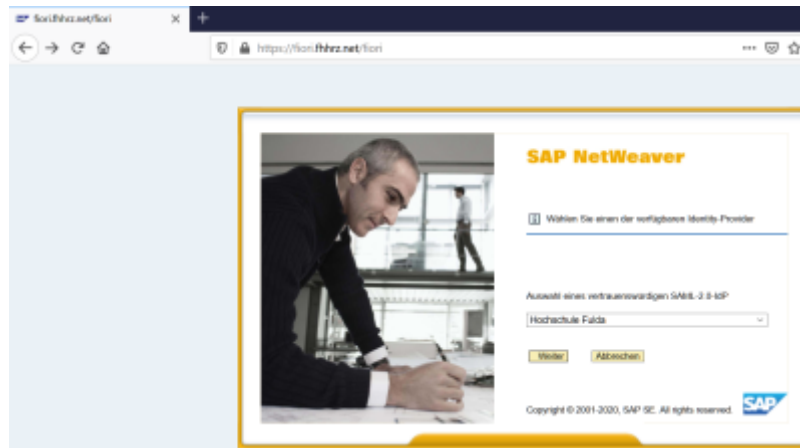 fiori.fhhrz.net/fiori
https://fiori.fhhrz.net/fiori
SAP NetWeaver
Wählen Sie einen der verfügbaren Identity-Provider
Auswahl eines vertrauenswürdigen SAML-2.0-IdP
Hochschule Fulda
Weiter Abbrechen
Copyright © 2001-2020, SAP SE. All rights reserved. SAP